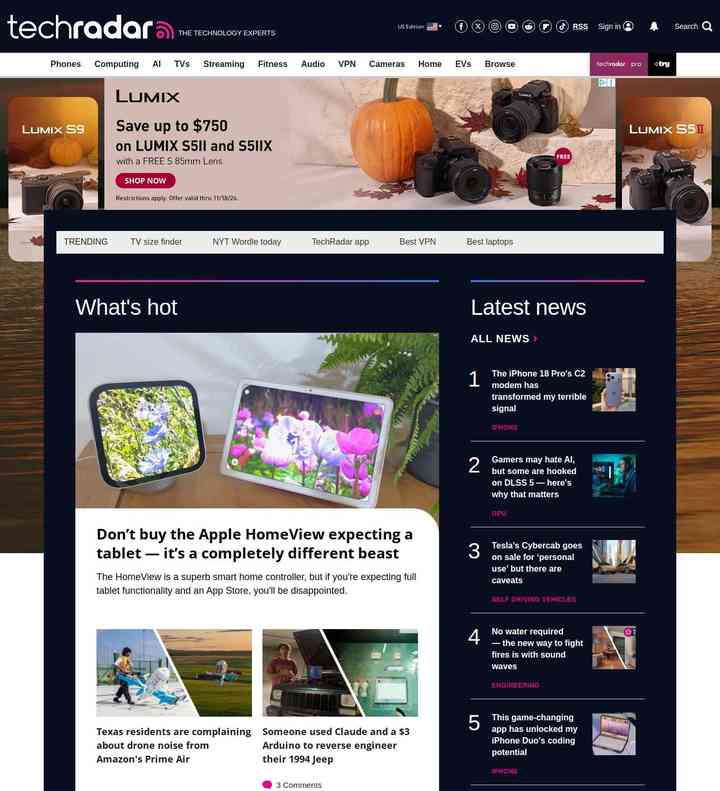 techradar
THE TECHNOLOGY EXPERTS
US Edition
RSS
Sign in
Search
Phones Computing AI TVs Streaming Fitness Audio VPN Cameras Home EVs Browse
techradar pro
LUMIX S9
LUMIX
Save up to $750
on LUMIX S5II and S5IIX
with a FREE S 85mm Lens
SHOP NOW
Restrictions apply. Offer valid thru 11/18/26.
FREE
LUMIX S5II
TRENDING TV size finder NYT Wordle today TechRadar app Best VPN Best laptops
What's hot
Don't buy the Apple HomeView expecting a
tablet — it's a completely different beast
The HomeView is a superb smart home controller, but if you're expecting full
tablet functionality and an App Store, you'll be disappointed.
Texas residents are complaining
about drone noise from
Amazon's Prime Air
Someone used Claude and a $3
Arduino to reverse engineer
their 1994 Jeep
3 Comments
Latest news
ALL NEWS ›
1
The iPhone 18 Pro's C2
modem has
transformed my terrible
signal
IPHONE
2
Gamers may hate AI,
but some are hooked
on DLSS 5 — here's
why that matters
GPU
3
Tesla's Cybercab goes
on sale for 'personal
use' but there are
caveats
SELF DRIVING VEHICLES
4
No water required
— the new way to fight
fires is with sound
waves
ENGINEERING
5
This game-changing
app has unlocked my
iPhone Duo's coding
potential
IPHONE